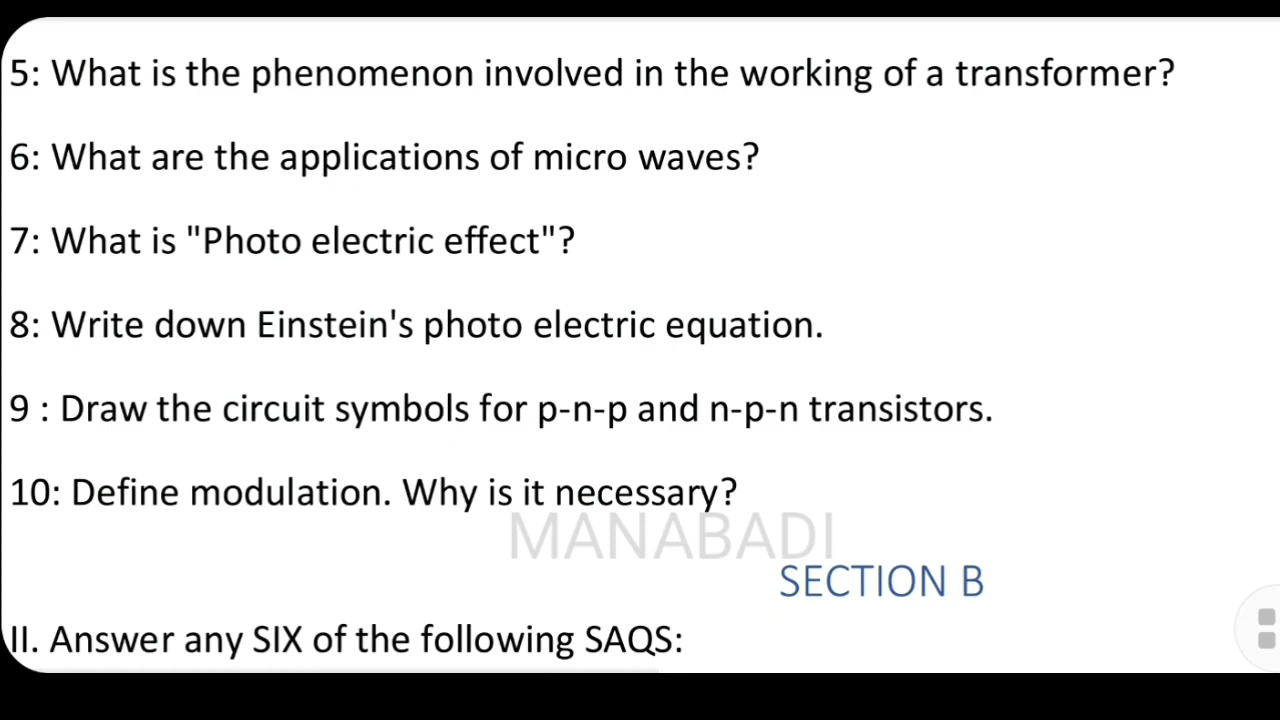 5: What is the phenomenon involved in the working of a transformer?
6: What are the applications of micro waves?
7: What is "Photo electric effect"?
8: Write down Einstein's photo electric equation.
9 : Draw the circuit symbols for p-n-p and n-p-n transistors.
10: Define modulation. Why is it necessary?
MANABADI
SECTION B
II. Answer any SIX of the following SAQS: